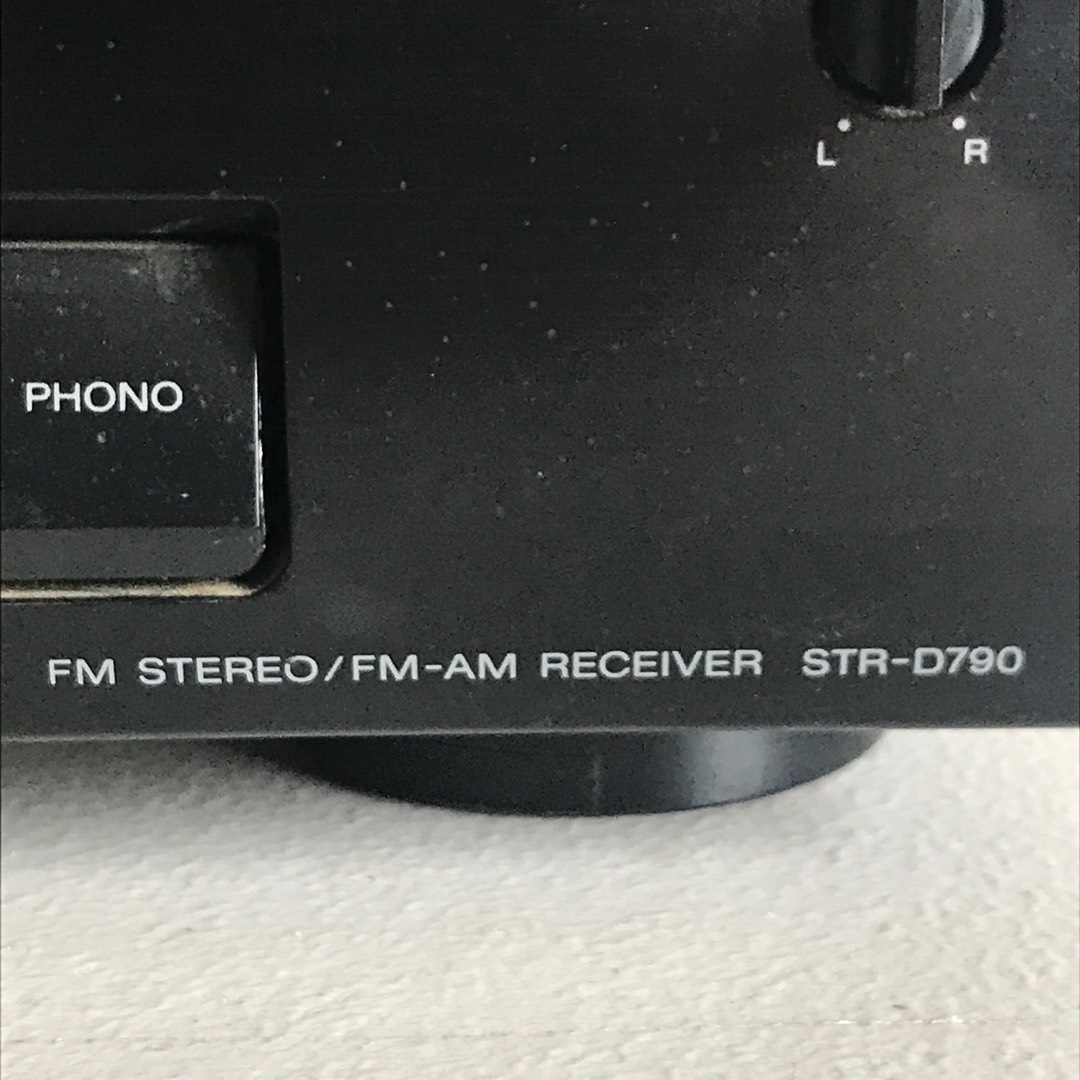 L R
PHONO
FM STEREO/FM-AM RECEIVER STR-D790